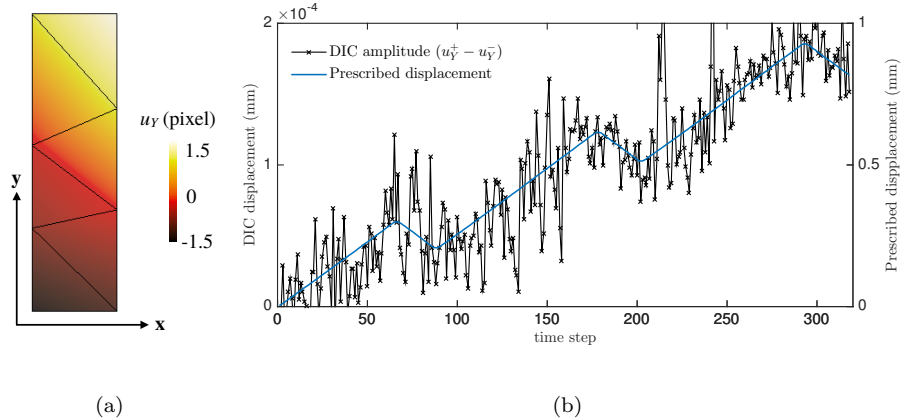 u_Y (pixel)
1.5
0
-1.5
y
x
(a)
×10⁻⁴
2
1
0
DIC displacement (mm)
DIC amplitude (u_Y^+ − u_Y^-)
Prescribed displacement
1
0.5
0
Prescribed displacement (mm)
0 50 100 150 200 250 300
time step
(b)